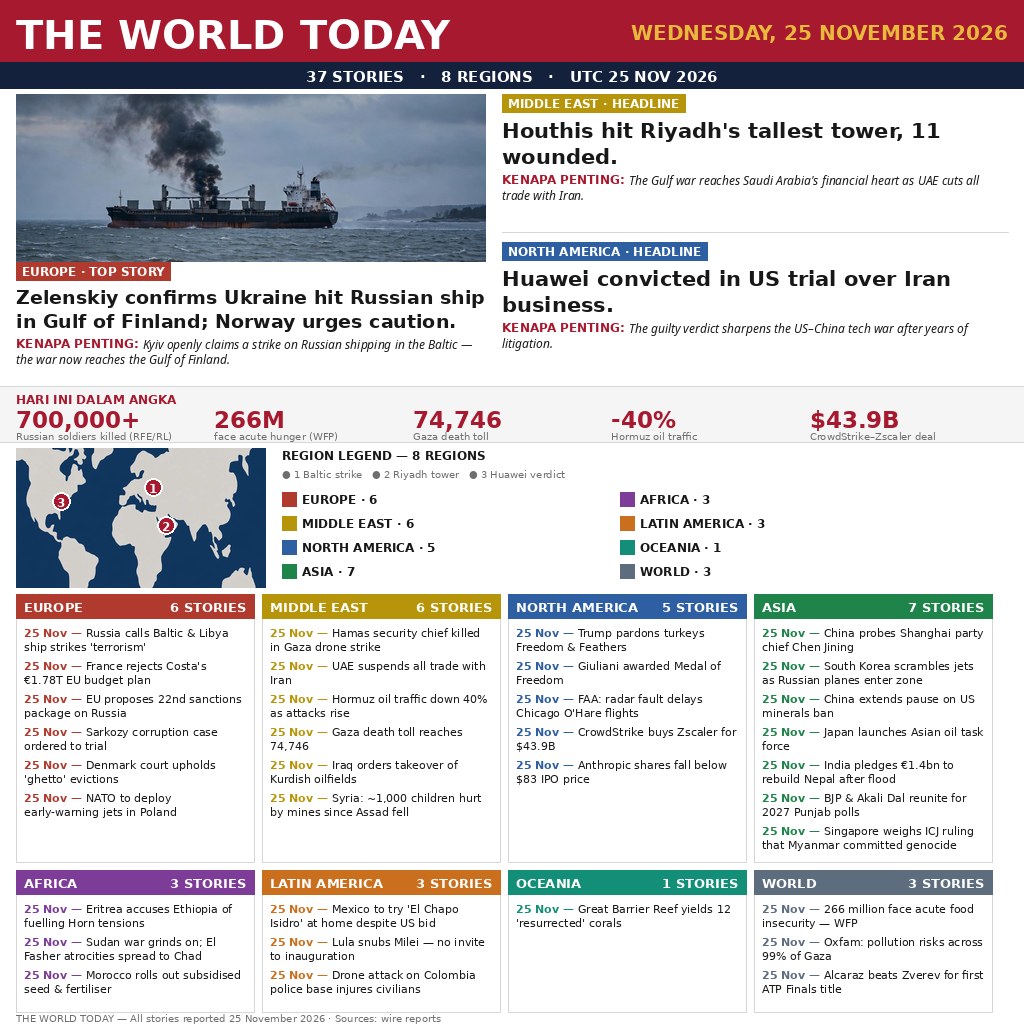 THE WORLD TODAY
WEDNESDAY, 25 NOVEMBER 2026
37 STORIES · 8 REGIONS · UTC 25 NOV 2026
EUROPE · TOP STORY
Zelenskiy confirms Ukraine hit Russian ship
in Gulf of Finland; Norway urges caution.
KENAPA PENTING: Kyiv openly claims a strike on Russian shipping in the Baltic —
the war now reaches the Gulf of Finland.
MIDDLE EAST · HEADLINE
Houthis hit Riyadh's tallest tower, 11
wounded.
KENAPA PENTING: The Gulf war reaches Saudi Arabia's financial heart as UAE cuts all
trade with Iran.
NORTH AMERICA · HEADLINE
Huawei convicted in US trial over Iran
business.
KENAPA PENTING: The guilty verdict sharpens the US–China tech war after years of
litigation.
HARI INI DALAM ANGKA
700,000+
Russian soldiers killed (RFE/RL)
266M
face acute hunger (WFP)
74,746
Gaza death toll
-40%
Hormuz oil traffic
$43.9B
CrowdStrike–Zscaler deal
1
2
3
REGION LEGEND — 8 REGIONS
● 1 Baltic strike ● 2 Riyadh tower ● 3 Huawei verdict
EUROPE · 6
MIDDLE EAST · 6
NORTH AMERICA · 5
ASIA · 7
AFRICA · 3
LATIN AMERICA · 3
OCEANIA · 1
WORLD · 3
EUROPE 6 STORIES
25 Nov — Russia calls Baltic & Libya
ship strikes 'terrorism'
25 Nov — France rejects Costa's
€1.78T EU budget plan
25 Nov — EU proposes 22nd sanctions
package on Russia
25 Nov — Sarkozy corruption case
ordered to trial
25 Nov — Denmark court upholds
'ghetto' evictions
25 Nov — NATO to deploy
early-warning jets in Poland
MIDDLE EAST 6 STORIES
25 Nov — Hamas security chief killed
in Gaza drone strike
25 Nov — UAE suspends all trade with
Iran
25 Nov — Hormuz oil traffic down 40%
as attacks rise
25 Nov — Gaza death toll reaches
74,746
25 Nov — Iraq orders takeover of
Kurdish oilfields
25 Nov — Syria: ~1,000 children hurt
by mines since Assad fell
NORTH AMERICA 5 STORIES
25 Nov — Trump pardons turkeys
Freedom & Feathers
25 Nov — Giuliani awarded Medal of
Freedom
25 Nov — FAA: radar fault delays
Chicago O'Hare flights
25 Nov — CrowdStrike buys Zscaler for
$43.9B
25 Nov — Anthropic shares fall below
$83 IPO price
ASIA 7 STORIES
25 Nov — China probes Shanghai party
chief Chen Jining
25 Nov — South Korea scrambles jets
as Russian planes enter zone
25 Nov — China extends pause on US
minerals ban
25 Nov — Japan launches Asian oil task
force
25 Nov — India pledges €1.4bn to
rebuild Nepal after flood
25 Nov — BJP & Akali Dal reunite for
2027 Punjab polls
25 Nov — Singapore weighs ICJ ruling
that Myanmar committed genocide
AFRICA 3 STORIES
25 Nov — Eritrea accuses Ethiopia of
fuelling Horn tensions
25 Nov — Sudan war grinds on; El
Fasher atrocities spread to Chad
25 Nov — Morocco rolls out subsidised
seed & fertiliser
LATIN AMERICA 3 STORIES
25 Nov — Mexico to try 'El Chapo
Isidro' at home despite US bid
25 Nov — Lula snubs Milei — no invite
to inauguration
25 Nov — Drone attack on Colombia
police base injures civilians
OCEANIA 1 STORIES
25 Nov — Great Barrier Reef yields 12
'resurrected' corals
WORLD 3 STORIES
25 Nov — 266 million face acute food
insecurity — WFP
25 Nov — Oxfam: pollution risks across
99% of Gaza
25 Nov — Alcaraz beats Zverev for first
ATP Finals title
THE WORLD TODAY — All stories reported 25 November 2026 · Sources: wire reports